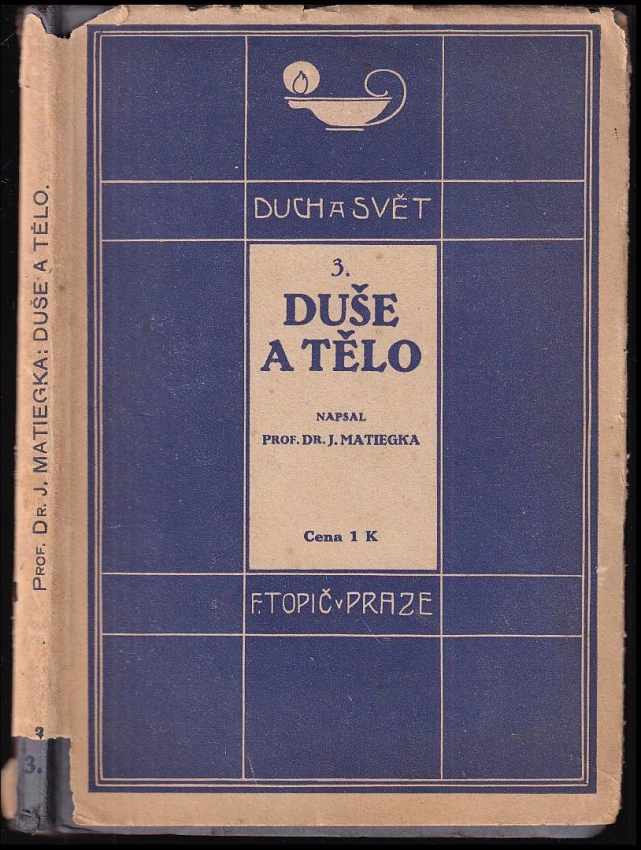 DUCH A SVĚT
3.
DUŠE
A TĚLO
NAPSAL
PROF. DR. J. MATIEGKA
Cena 1 K
F. TOPIČ V PRAZE
PROF. DR. J. MATIEGKA: DUŠE A TĚLO.
3
3.